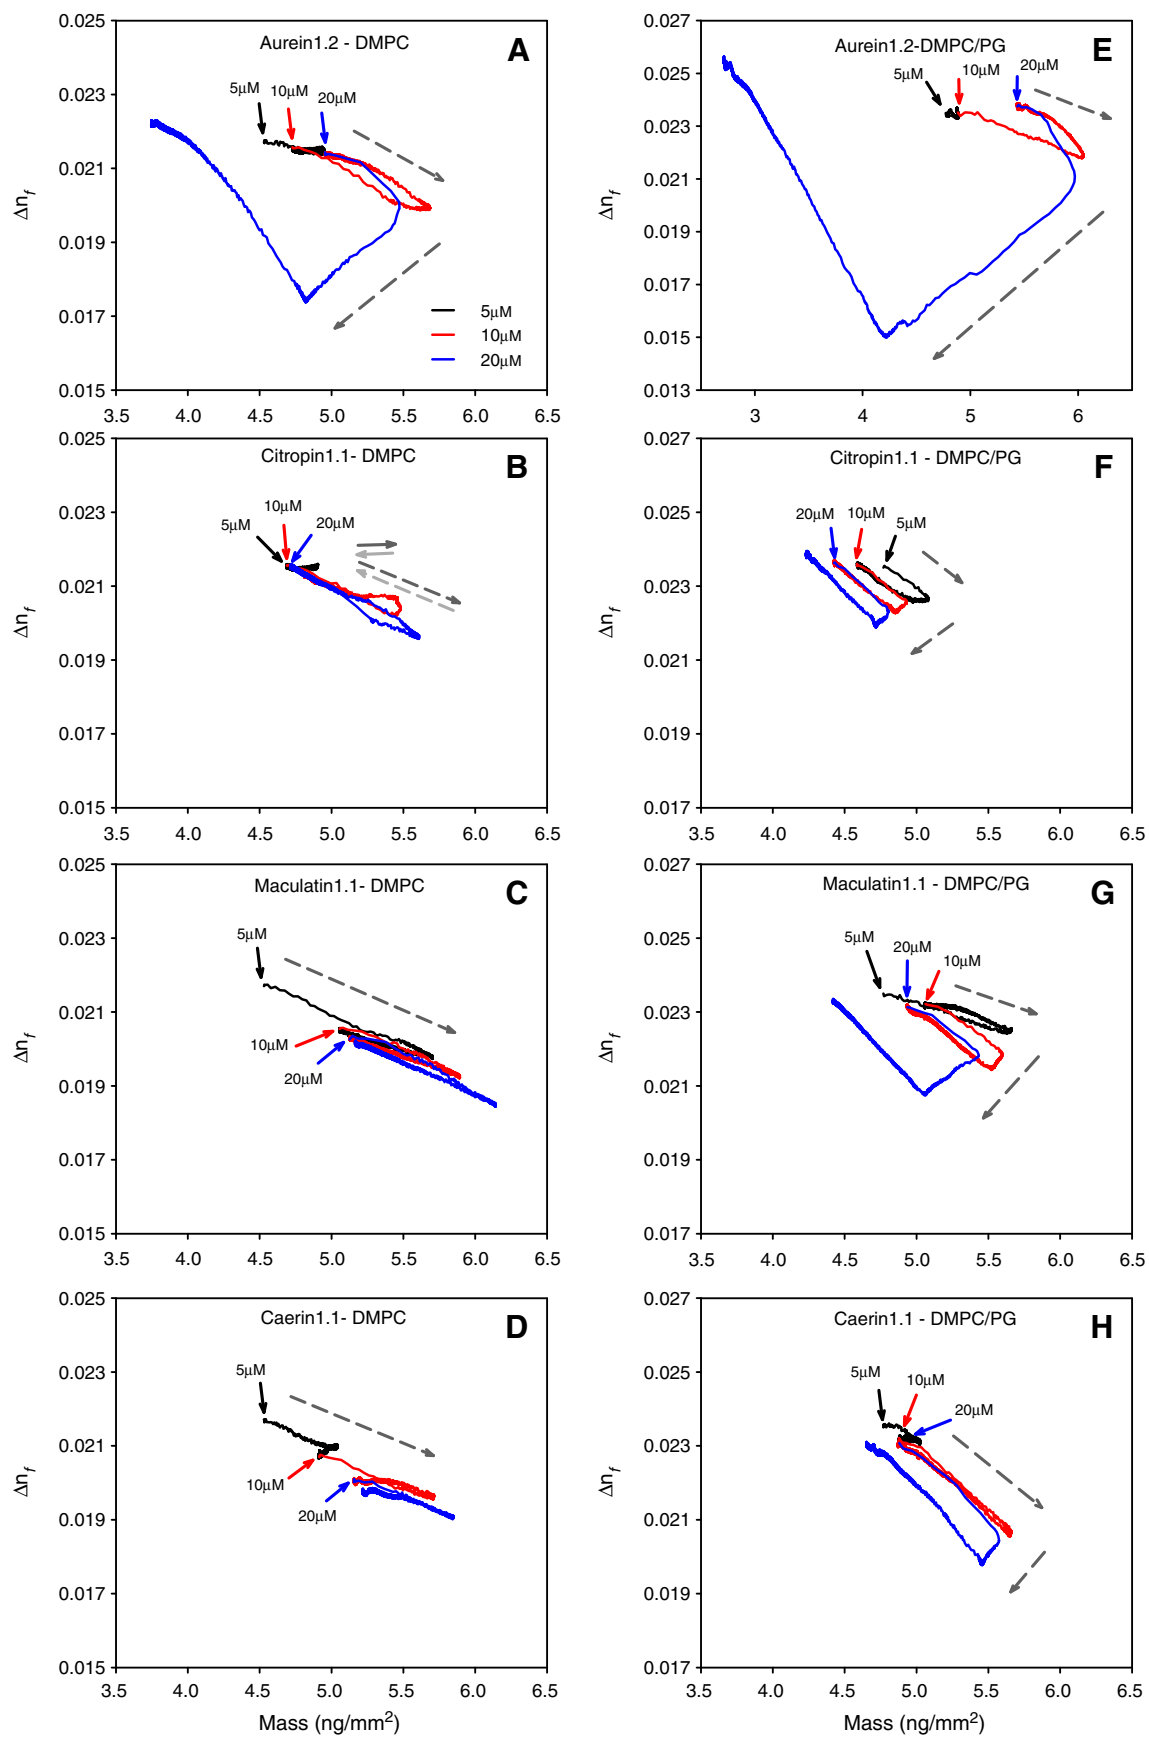 Aurein1.2 - DMPC
A
5μM
10μM
20μM
5μM
10μM
20μM
0.025
0.023
0.021
0.019
0.017
0.015
Δn_f
3.5 4.0 4.5 5.0 5.5 6.0 6.5
Aurein1.2-DMPC/PG
E
5μM
10μM
20μM
0.027
0.025
0.023
0.021
0.019
0.017
0.015
0.013
Δn_f
3 4 5 6
Citropin1.1- DMPC
B
5μM
10μM
20μM
0.025
0.023
0.021
0.019
0.017
0.015
Δn_f
3.5 4.0 4.5 5.0 5.5 6.0 6.5
Citropin1.1 - DMPC/PG
F
20μM
10μM
5μM
0.027
0.025
0.023
0.021
0.019
0.017
Δn_f
3.5 4.0 4.5 5.0 5.5 6.0 6.5
Maculatin1.1- DMPC
C
5μM
10μM
20μM
0.025
0.023
0.021
0.019
0.017
0.015
Δn_f
3.5 4.0 4.5 5.0 5.5 6.0 6.5
Maculatin1.1 - DMPC/PG
G
5μM
20μM
10μM
0.027
0.025
0.023
0.021
0.019
0.017
Δn_f
3.5 4.0 4.5 5.0 5.5 6.0 6.5
Caerin1.1- DMPC
D
5μM
10μM
20μM
0.025
0.023
0.021
0.019
0.017
0.015
Δn_f
3.5 4.0 4.5 5.0 5.5 6.0 6.5
Mass (ng/mm²)
Caerin1.1 - DMPC/PG
H
5μM
10μM
20μM
0.027
0.025
0.023
0.021
0.019
0.017
Δn_f
3.5 4.0 4.5 5.0 5.5 6.0 6.5
Mass (ng/mm²)